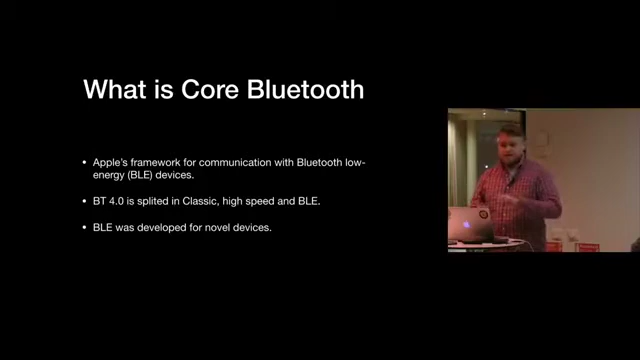 What is Core Bluetooth
• Apple's framework for communication with Bluetooth low-
energy (BLE) devices.
• BT 4.0 is splited in Classic, high speed and BLE.
• BLE was developed for novel devices.